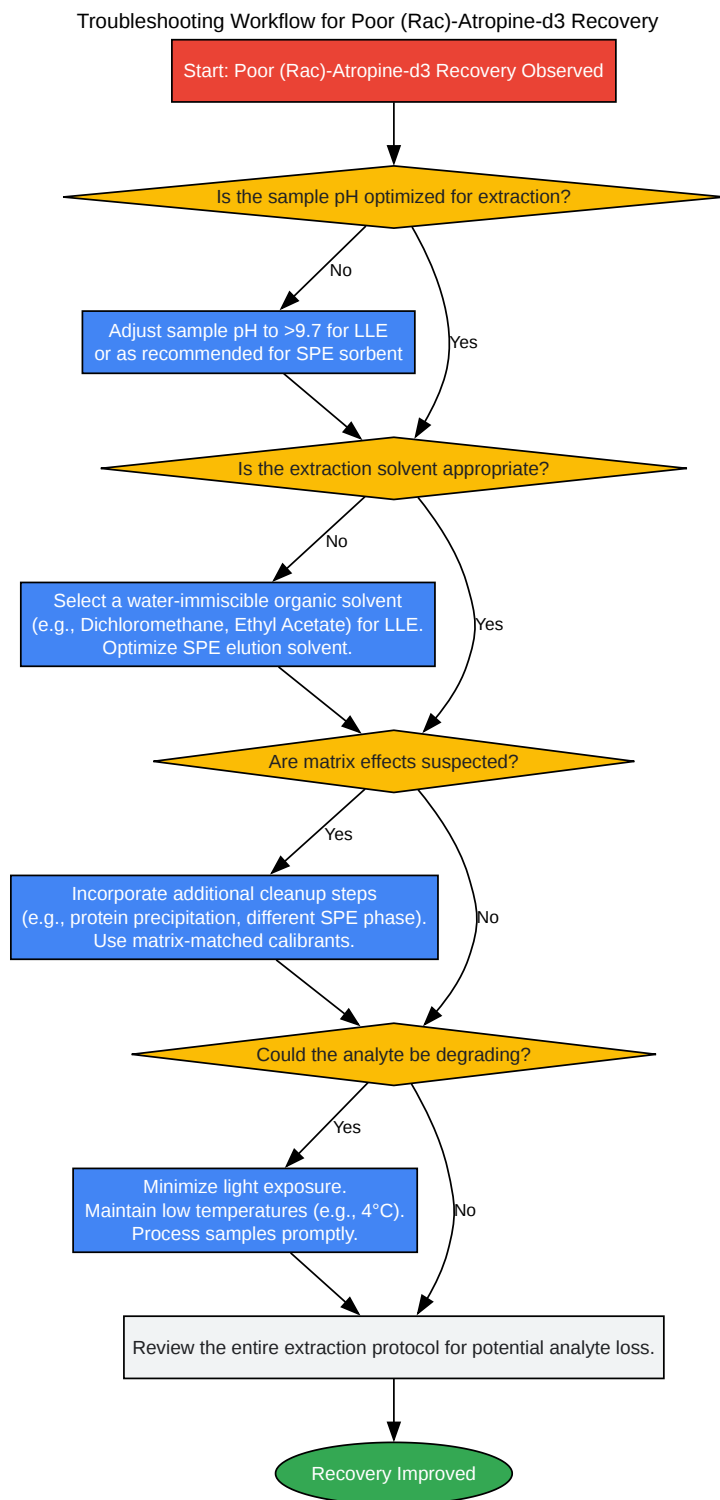 Troubleshooting Workflow for Poor (Rac)-Atropine-d3 Recovery
Start: Poor (Rac)-Atropine-d3 Recovery Observed
Is the sample pH optimized for extraction?
No
Yes
Adjust sample pH to >9.7 for LLE
or as recommended for SPE sorbent
Is the extraction solvent appropriate?
No
Yes
Select a water-immiscible organic solvent
(e.g., Dichloromethane, Ethyl Acetate) for LLE.
Optimize SPE elution solvent.
Are matrix effects suspected?
Yes
No
Incorporate additional cleanup steps
(e.g., protein precipitation, different SPE phase).
Use matrix-matched calibrants.
Could the analyte be degrading?
Yes
No
Minimize light exposure.
Maintain low temperatures (e.g., 4°C).
Process samples promptly.
Review the entire extraction protocol for potential analyte loss.
Recovery Improved